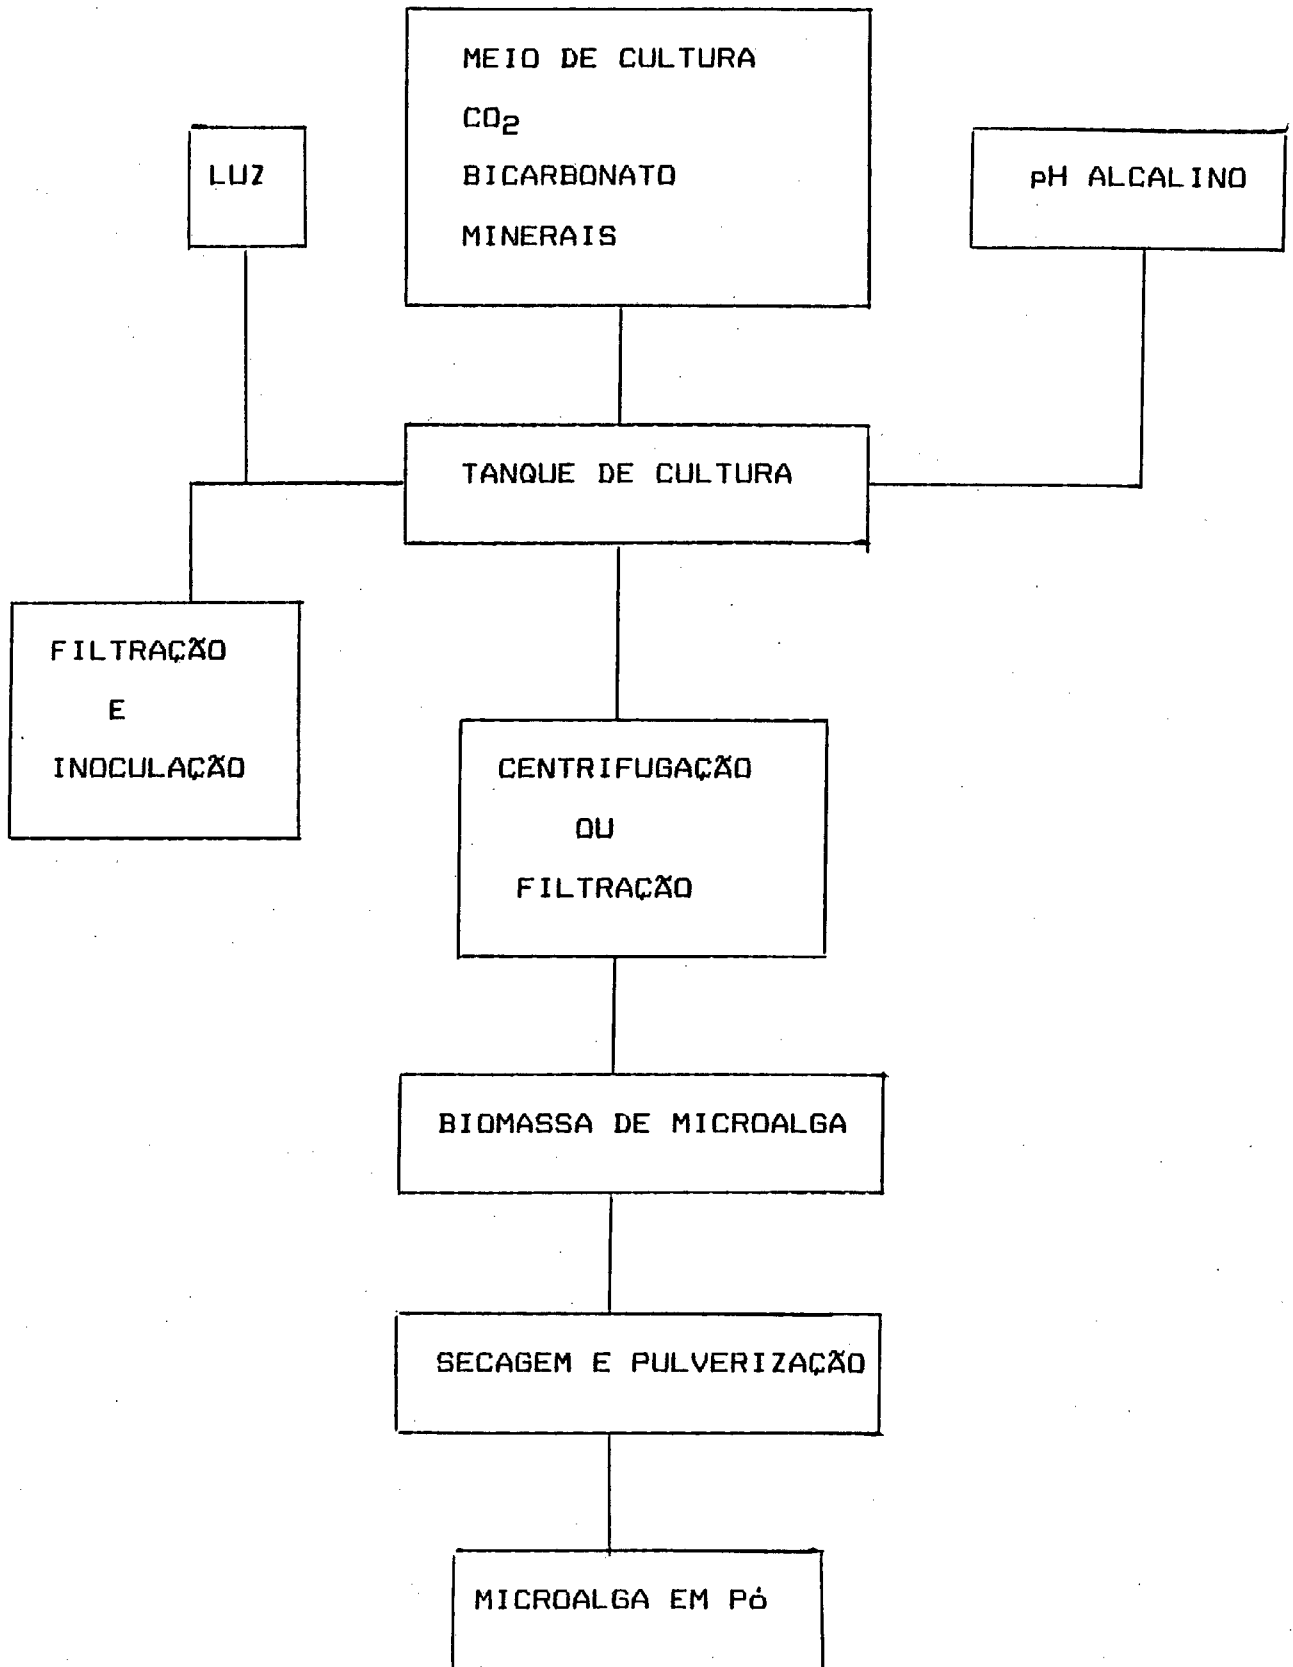 MEIO DE CULTURA
CO₂
BICARBONATO
MINERAIS
LUZ
pH ALCALINO
TANQUE DE CULTURA
FILTRAÇÃO
E
INOCULAÇÃO
CENTRIFUGAÇÃO
OU
FILTRAÇÃO
BIOMASSA DE MICROALGA
SECAGEM E PULVERIZAÇÃO
MICROALGA EM Pó